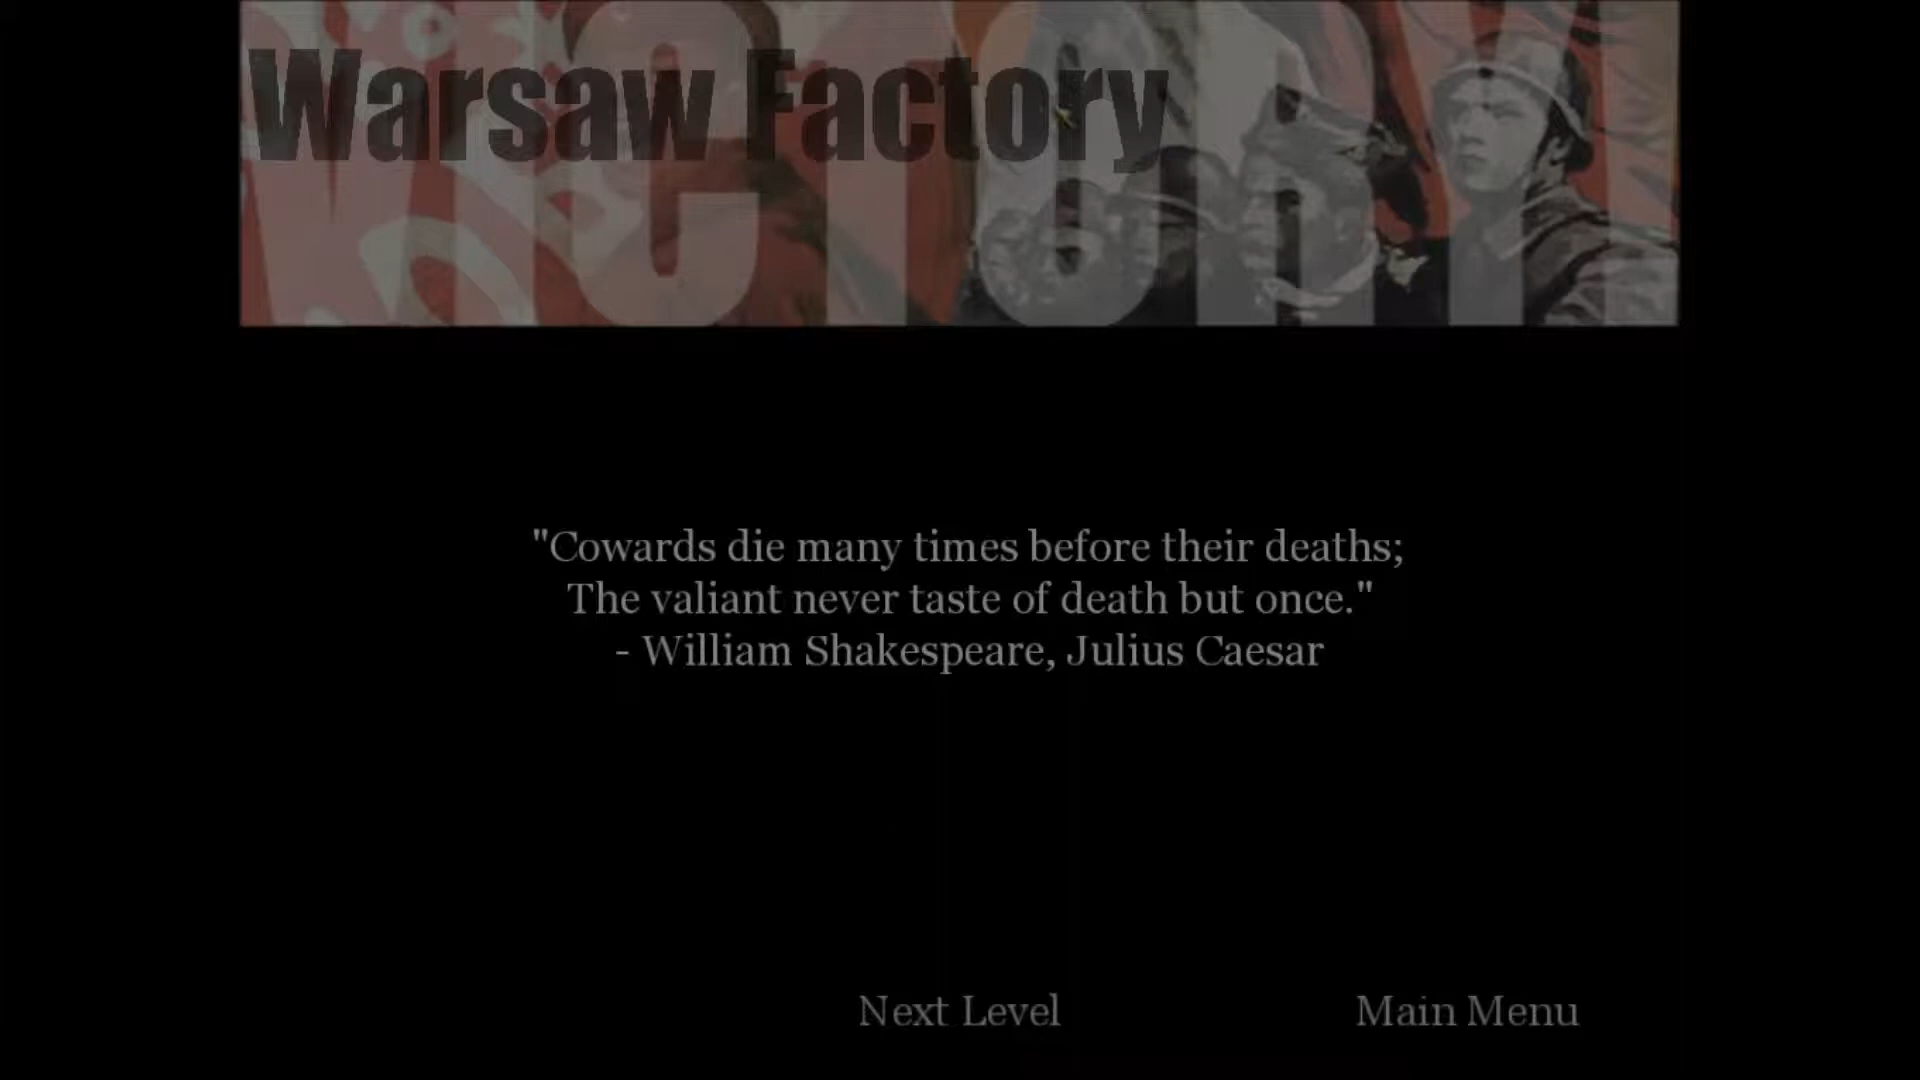 VICTORY
Warsaw Factory
"Cowards die many times before their deaths;
The valiant never taste of death but once."
- William Shakespeare, Julius Caesar
Next Level
Main Menu